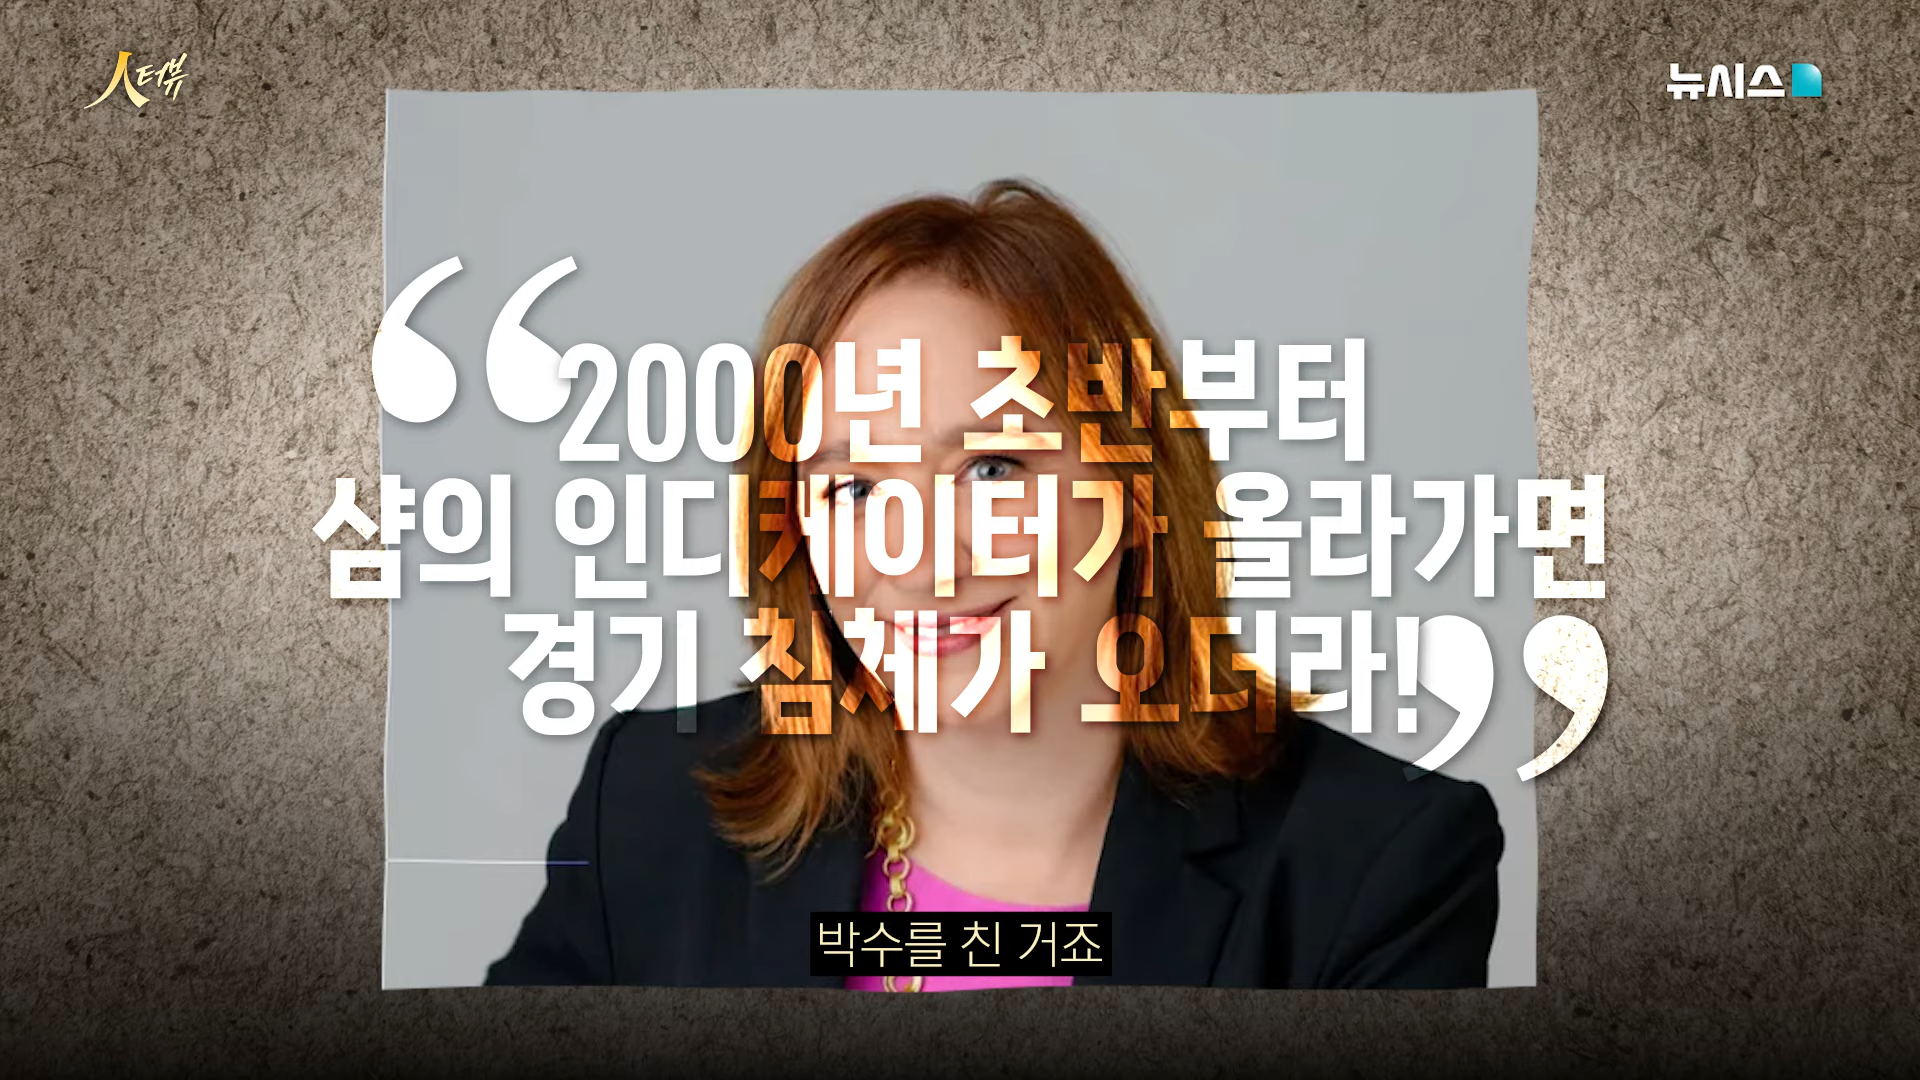 人터뷰
뉴시스
“2000년 초반부터
샴의 인디케이터가 올라가면
경기 침체가 오더라!”
박수를 친 거죠